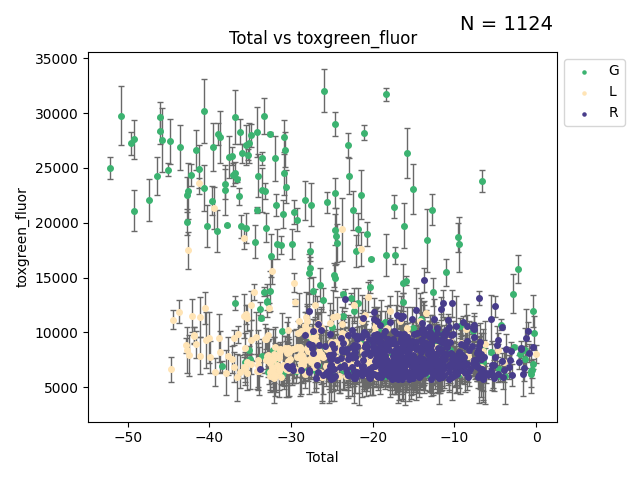 N = 1124
Total vs toxgreen_fluor
G
L
R
toxgreen_fluor
35000
30000
25000
20000
15000
10000
5000
−50 −40 −30 −20 −10 0
Total